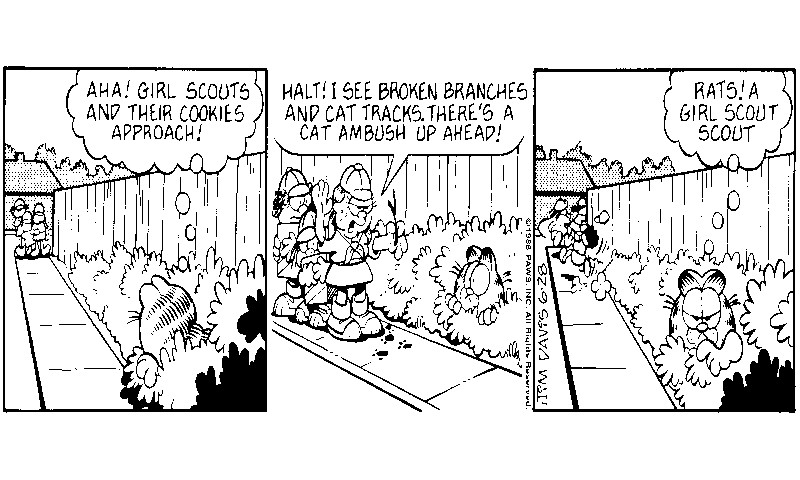 AHA! GIRL SCOUTS
AND THEIR COOKIES
APPROACH!
HALT! I SEE BROKEN BRANCHES
AND CAT TRACKS. THERE'S A
CAT AMBUSH UP AHEAD!
©1988 PAWS, INC. All Rights Reserved.
RATS! A
GIRL SCOUT
SCOUT
JIM DAVIS 6-28